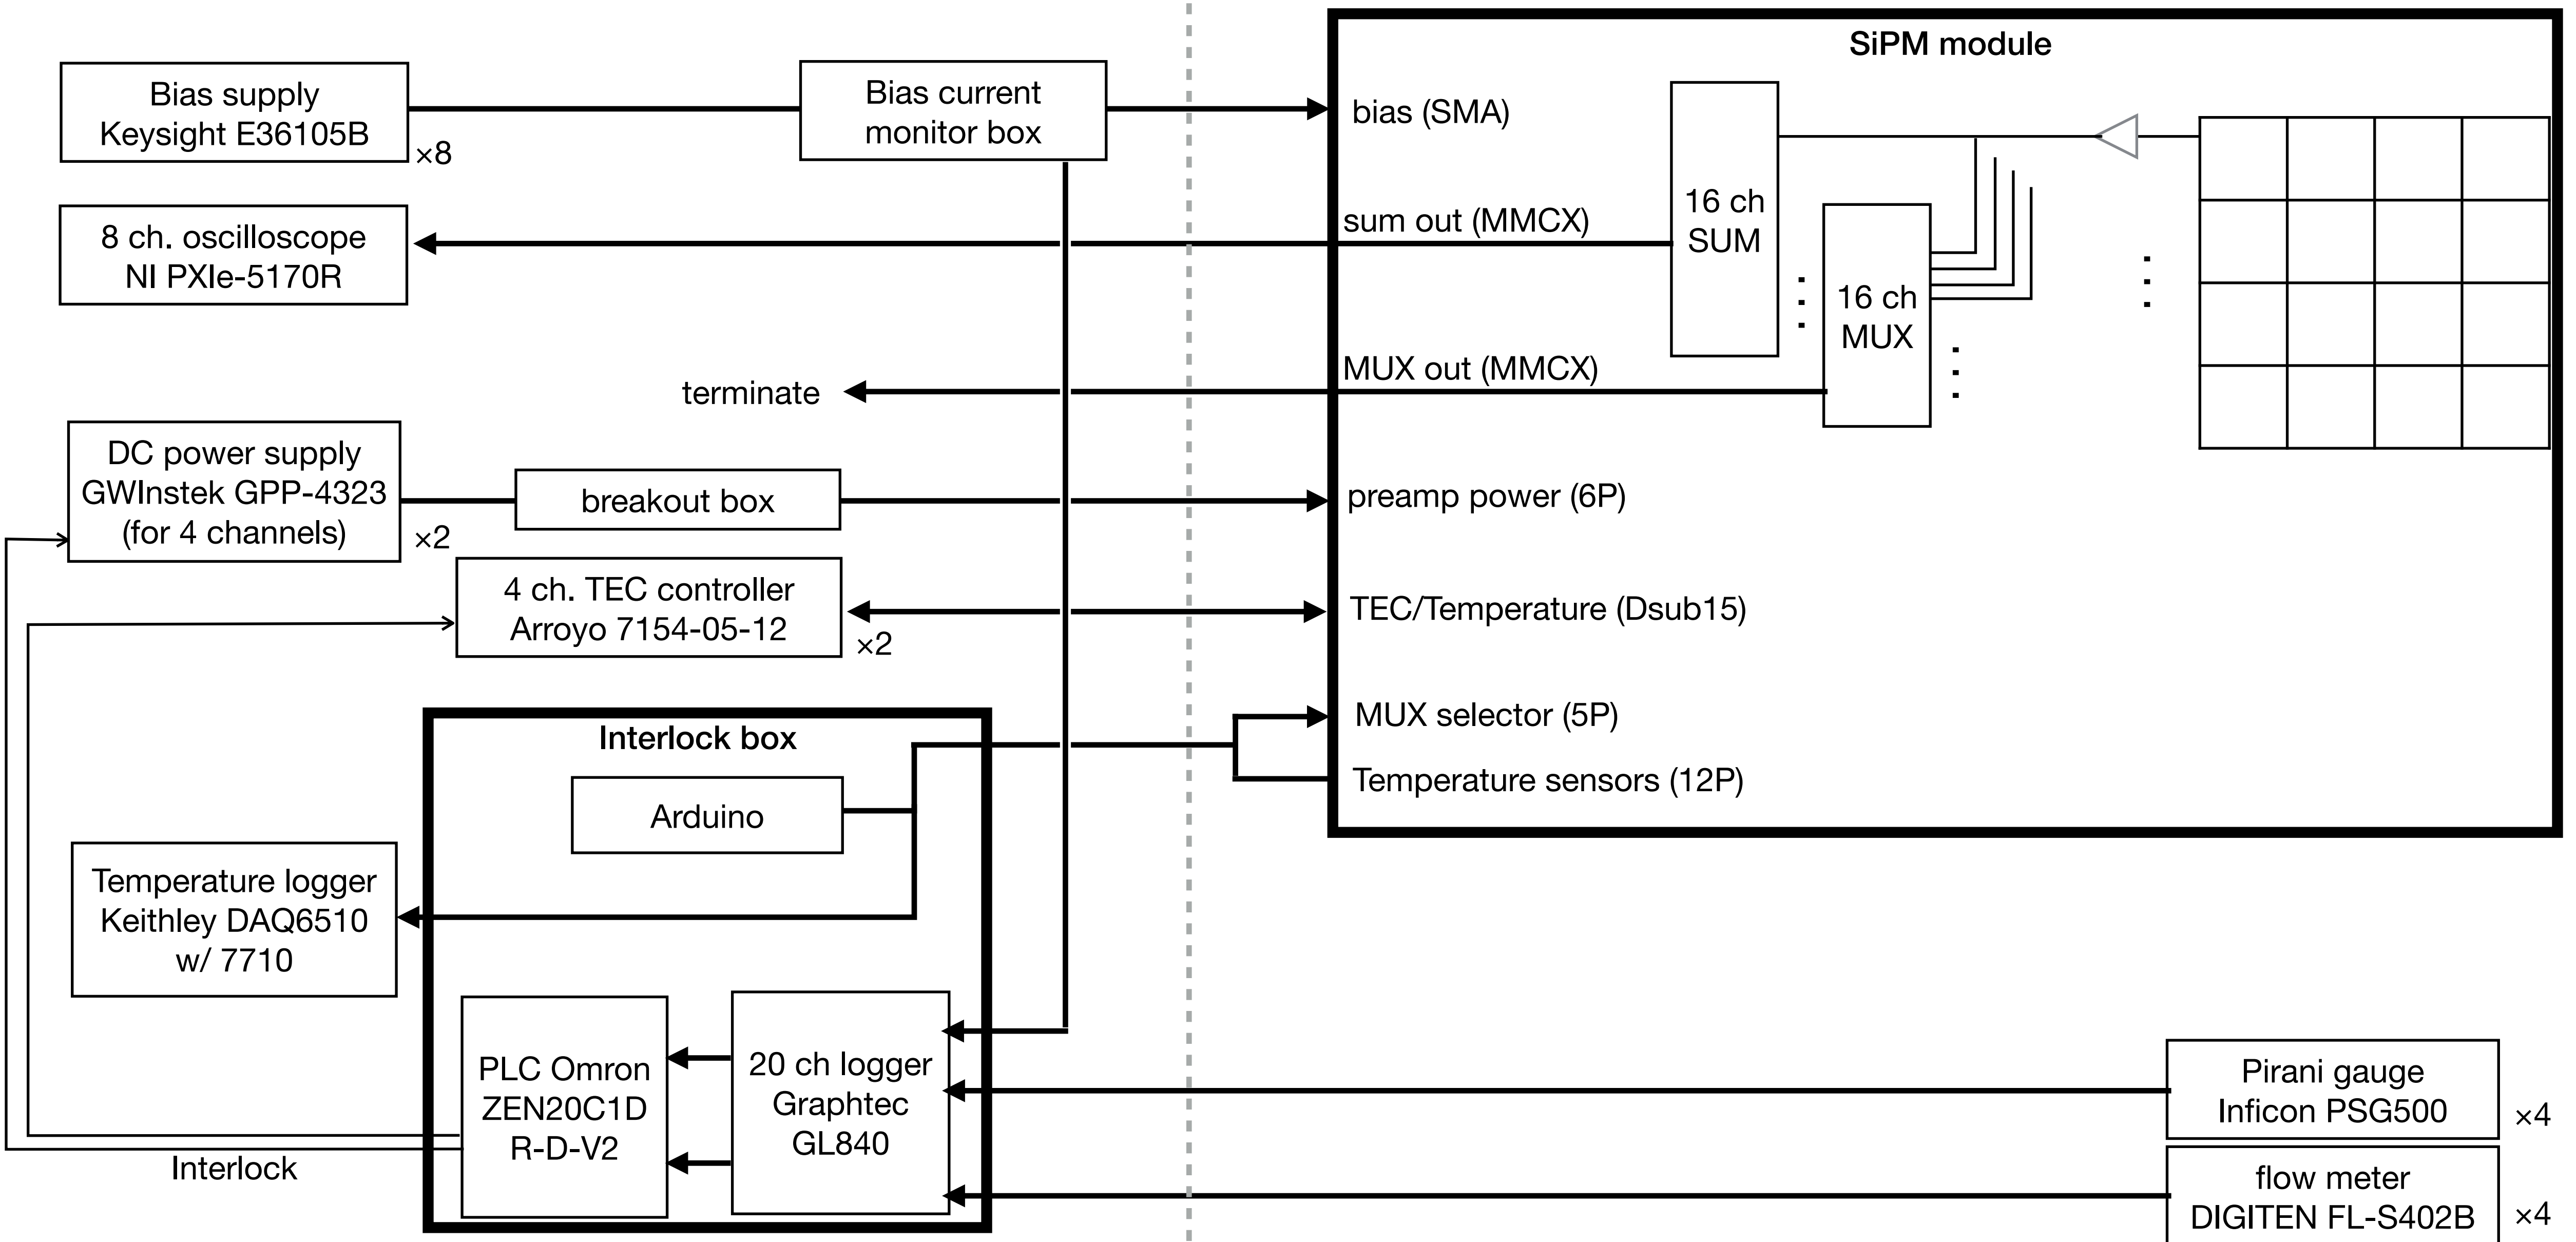 SiPM module
Bias supply
Keysight E36105B
×8
Bias current
monitor box
bias (SMA)
16 ch
SUM
8 ch. oscilloscope
NI PXIe-5170R
sum out (MMCX)
16 ch
MUX
terminate
MUX out (MMCX)
DC power supply
GWInstek GPP-4323
(for 4 channels)
×2
breakout box
preamp power (6P)
4 ch. TEC controller
Arroyo 7154-05-12
×2
TEC/Temperature (Dsub15)
Interlock box
MUX selector (5P)
Temperature sensors (12P)
Arduino
Temperature logger
Keithley DAQ6510
w/ 7710
PLC Omron
ZEN20C1D
R-D-V2
20 ch logger
Graphtec
GL840
Interlock
Pirani gauge
Inficon PSG500
×4
flow meter
DIGITEN FL-S402B
×4